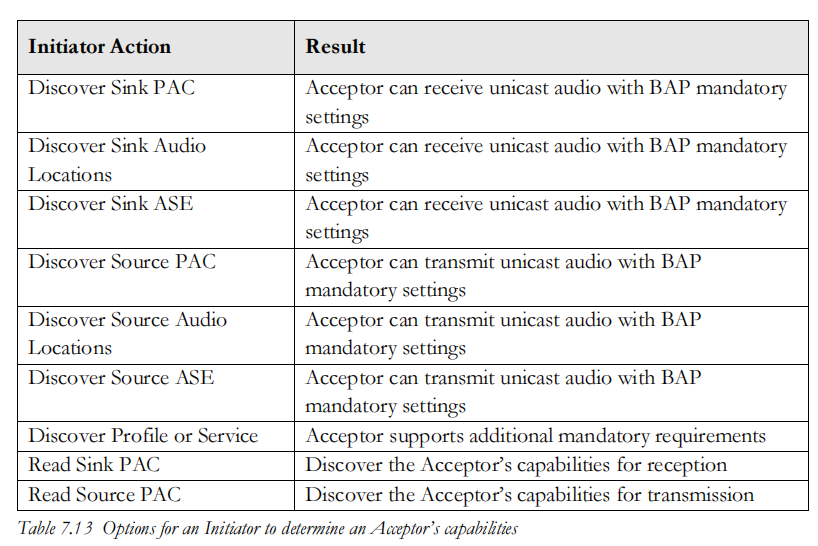 Initiator Action Result
Discover Sink PAC Acceptor can receive unicast audio with BAP mandatory
settings
Discover Sink Audio Acceptor can receive unicast audio with BAP mandatory
Locations settings
Discover Sink ASE Acceptor can receive unicast audio with BAP mandatory
settings
Discover Source PAC Acceptor can transmit unicast audio with BAP
mandatory settings
Discover Source Audio Acceptor can transmit unicast audio with BAP
Locations mandatory settings
Discover Source ASE Acceptor can transmit unicast audio with BAP
mandatory settings
Discover Profile or Service Acceptor supports additional mandatory requirements
Read Sink PAC Discover the Acceptor’s capabilities for reception
Read Source PAC Discover the Acceptor’s capabilities for transmission
Table 7.13 Options for an Initiator to determine an Acceptor’s capabilities